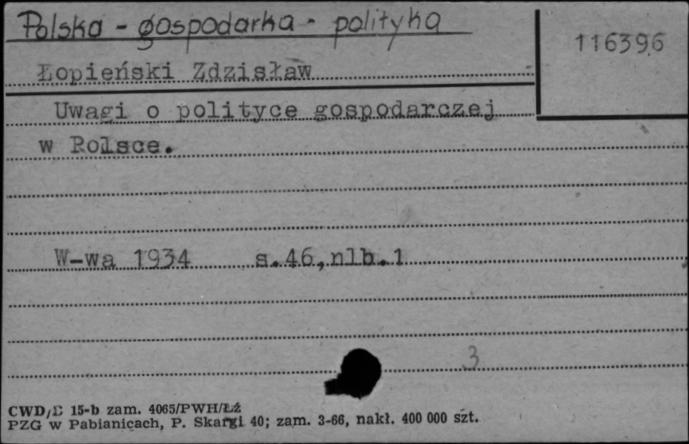 Polska - gospodarka - polityka
116396
Łopieński Zdzisław
Uwagi o polityce gospodarczej
w Polsce.
W-wa 1934 s.46,nlb.1
3
CWD/D 15-b zam. 4065/PWH/Łź
PZG w Pabianicach, P. Skargi 40; zam. 3-66, nakł. 400 000 szt.